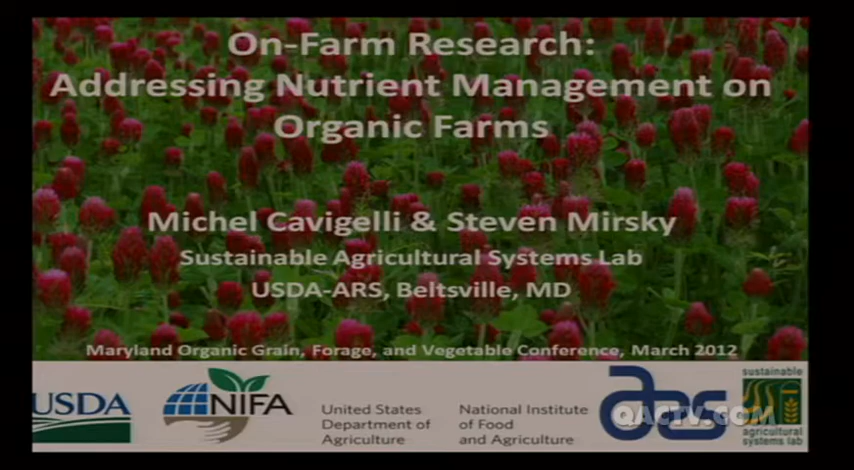 On-Farm Research:
Addressing Nutrient Management on
Organic Farms
Michel Cavigelli & Steven Mirsky
Sustainable Agricultural Systems Lab
USDA-ARS, Beltsville, MD
Maryland Organic Grain, Forage, and Vegetable Conference, March 2012
USDA
NIFA
United States
Department of
Agriculture
National Institute
of Food
and Agriculture
ars
QACTV.COM
sustainable
agricultural
systems lab